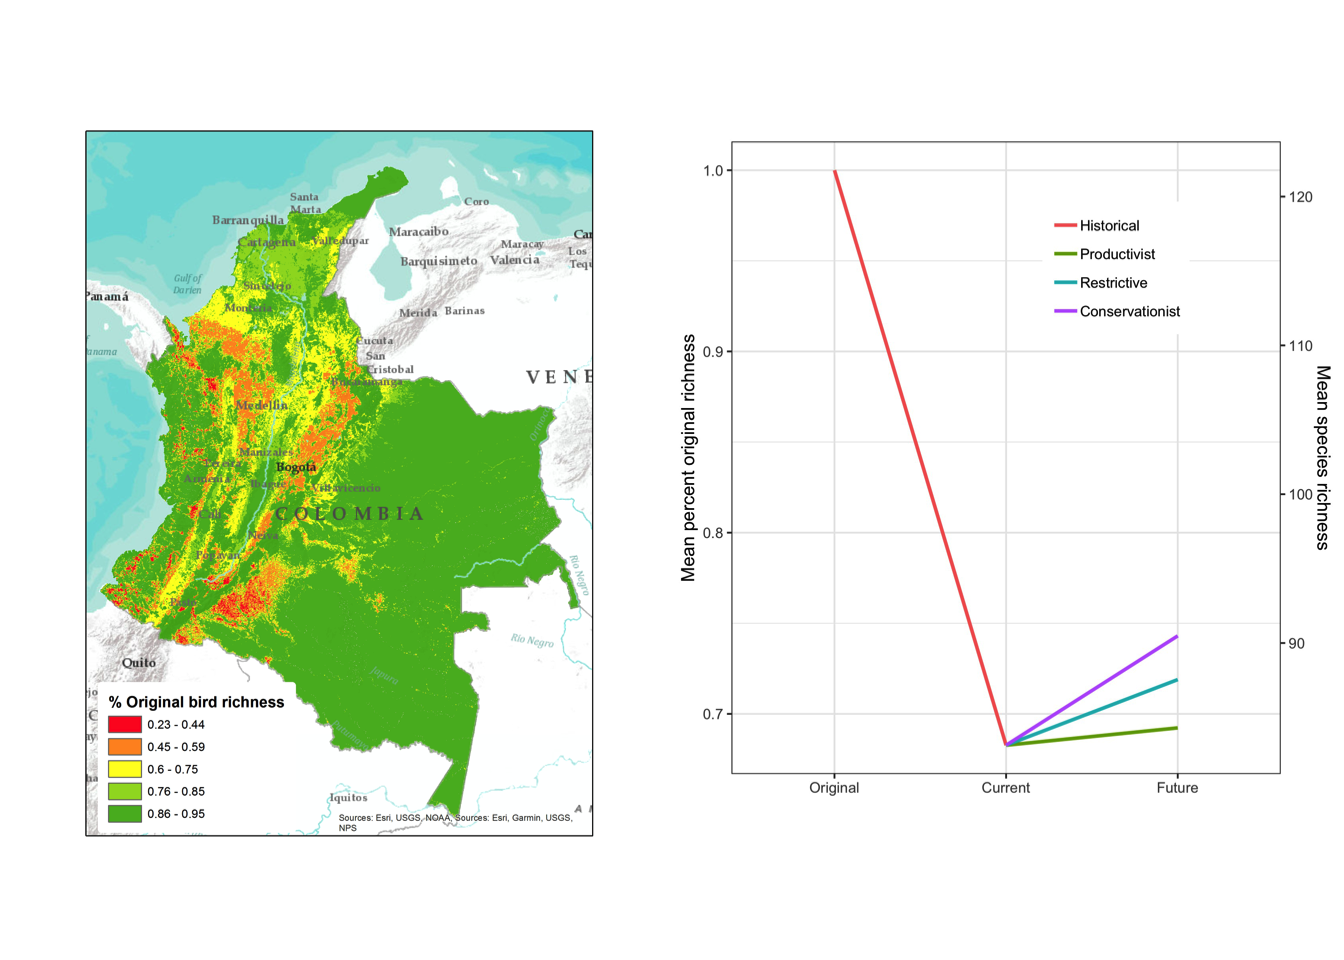 Santa
Marta
Barranquilla
Cartagena
Valledupar
Coro
Maracaibo
Maracay
Barquisimeto
Valencia
Car
Los
Tequ
Gulf of
Darien
Sincelejo
Panamá
Monteria
Merida
Barinas
anama
Cucuta
San
Cristobal
Bucaramanga
VENE
Medellin
Manizales
Pereira
Bogotá
Armenia
Ibague
Villavicencio
Cali
COLOMBIA
Neiva
Popayan
Pasto
Rio Negro
Rio Negro
Quito
Japura
Putumayo
Iquitos
% Original bird richness
0.23 - 0.44
0.45 - 0.59
0.6 - 0.75
0.76 - 0.85
0.86 - 0.95
Sources: Esri, USGS, NOAA, Sources: Esri, Garmin, USGS,
NPS
Mean percent original richness
1.0
0.9
0.8
0.7
Historical
Productivist
Restrictive
Conservationist
120
110
100
90
Mean species richness
Original
Current
Future